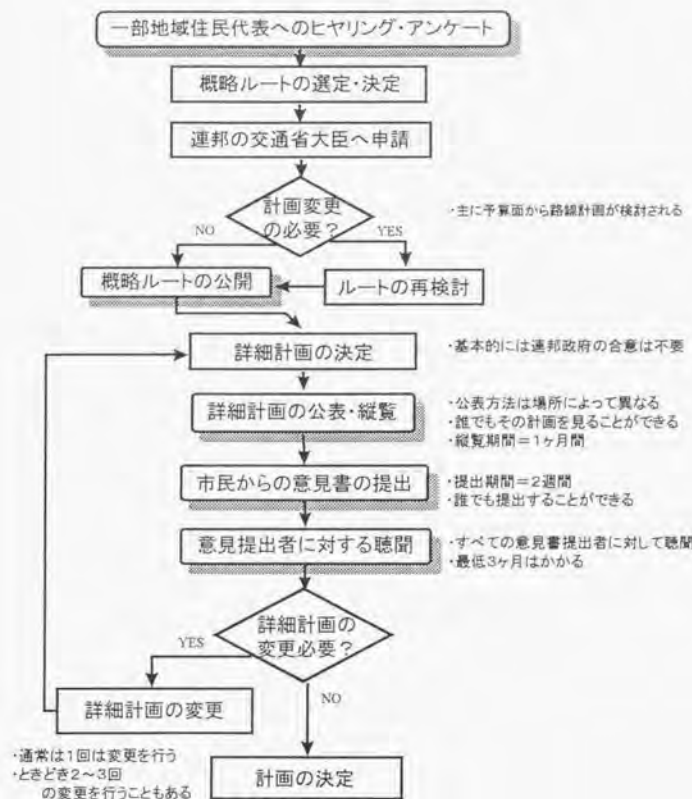 一部地域住民代表へのヒヤリング・アンケート
概略ルートの選定・決定
連邦の交通省大臣へ申請
計画変更
の必要？
・主に予算面から路線計画が検討される
NO
YES
概略ルートの公開
ルートの再検討
詳細計画の決定
・基本的には連邦政府の合意は不要
詳細計画の公表・縦覧
・公表方法は場所によって異なる
・誰でもその計画を見ることができる
・縦覧期間＝1ヶ月間
市民からの意見書の提出
・提出期間＝2週間
・誰でも提出することができる
意見提出者に対する聴聞
・すべての意見書提出者に対して聴聞
・最低3ヶ月はかかる
詳細計画の
変更必要？
YES
NO
詳細計画の変更
・通常は1回は変更を行う
・ときどき2～3回
の変更を行うこともある
計画の決定